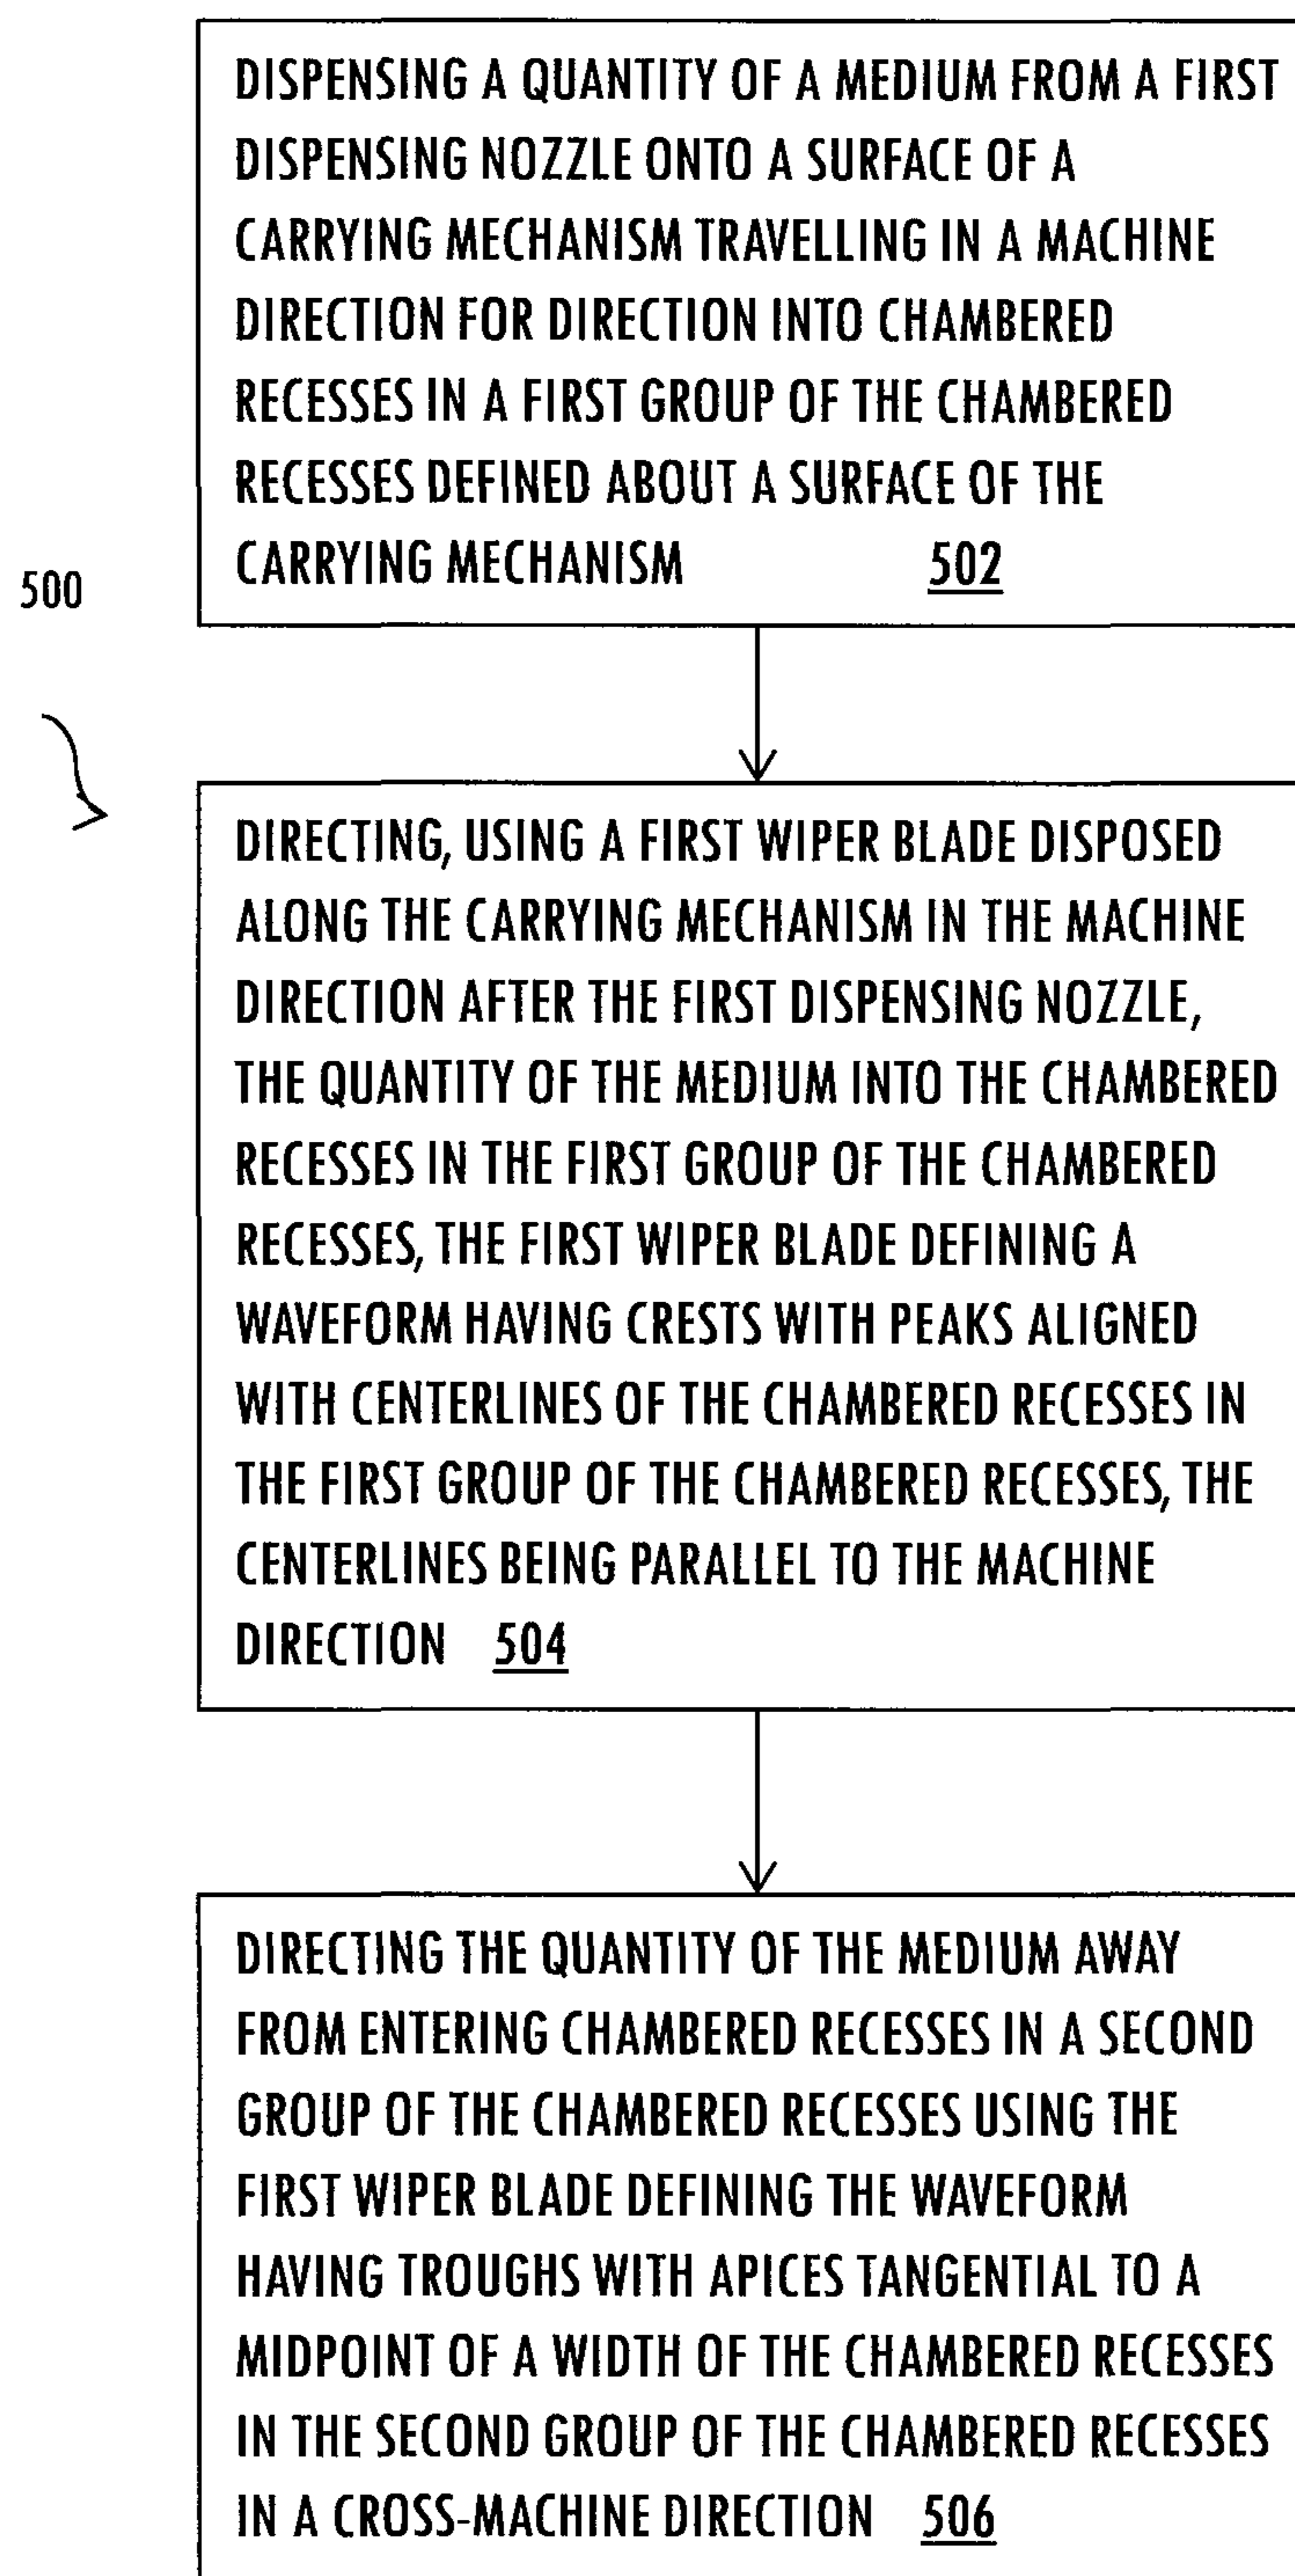 DISPENSING A QUANTITY OF A MEDIUM FROM A FIRST
DISPENSING NOZZLE ONTO A SURFACE OF A
CARRYING MECHANISM TRAVELLING IN A MACHINE
DIRECTION FOR DIRECTION INTO CHAMBERED
RECESSES IN A FIRST GROUP OF THE CHAMBERED
RECESSES DEFINED ABOUT A SURFACE OF THE
CARRYING MECHANISM 502
500
DIRECTING, USING A FIRST WIPER BLADE DISPOSED
ALONG THE CARRYING MECHANISM IN THE MACHINE
DIRECTION AFTER THE FIRST DISPENSING NOZZLE,
THE QUANTITY OF THE MEDIUM INTO THE CHAMBERED
RECESSES IN THE FIRST GROUP OF THE CHAMBERED
RECESSES, THE FIRST WIPER BLADE DEFINING A
WAVEFORM HAVING CRESTS WITH PEAKS ALIGNED
WITH CENTERLINES OF THE CHAMBERED RECESSES IN
THE FIRST GROUP OF THE CHAMBERED RECESSES, THE
CENTERLINES BEING PARALLEL TO THE MACHINE
DIRECTION 504
DIRECTING THE QUANTITY OF THE MEDIUM AWAY
FROM ENTERING CHAMBERED RECESSES IN A SECOND
GROUP OF THE CHAMBERED RECESSES USING THE
FIRST WIPER BLADE DEFINING THE WAVEFORM
HAVING TROUGHS WITH APICES TANGENTIAL TO A
MIDPOINT OF A WIDTH OF THE CHAMBERED RECESSES
IN THE SECOND GROUP OF THE CHAMBERED RECESSES
IN A CROSS-MACHINE DIRECTION 506